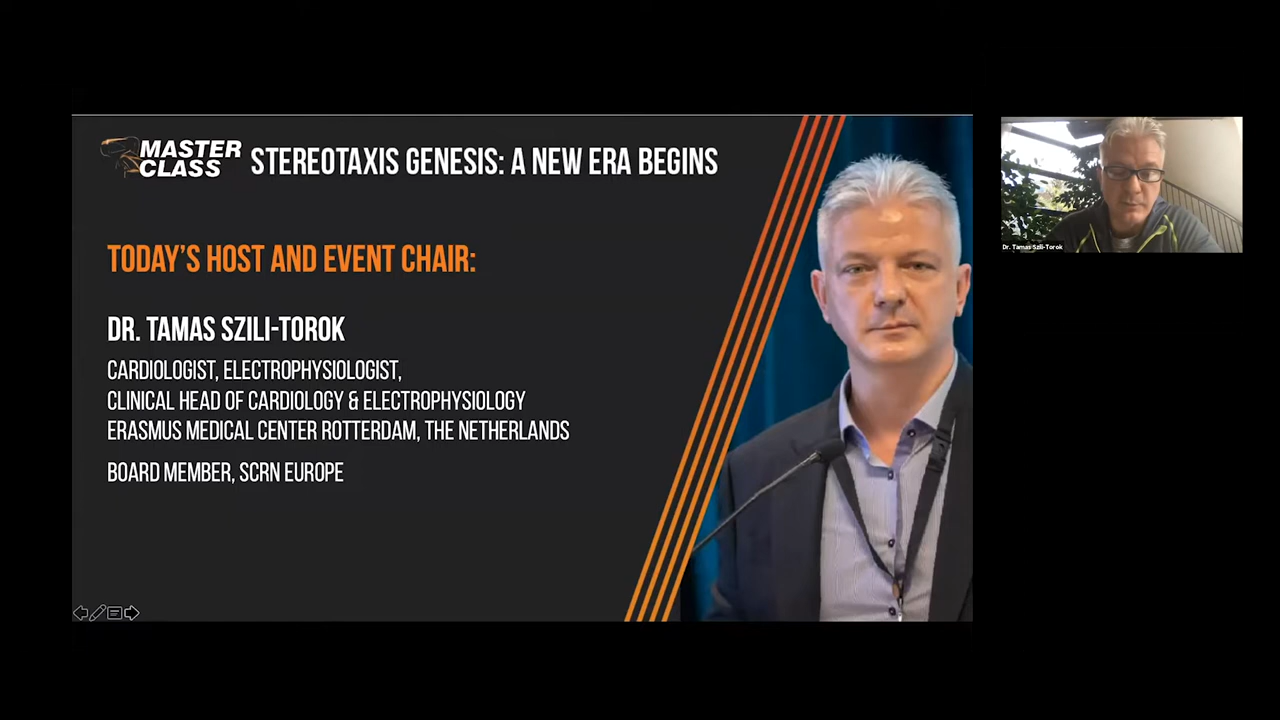 MASTER
CLASS
STEREOTAXIS GENESIS: A NEW ERA BEGINS
TODAY'S HOST AND EVENT CHAIR:
DR. TAMAS SZILI-TOROK
CARDIOLOGIST, ELECTROPHYSIOLOGIST,
CLINICAL HEAD OF CARDIOLOGY & ELECTROPHYSIOLOGY
ERASMUS MEDICAL CENTER ROTTERDAM, THE NETHERLANDS
BOARD MEMBER, SCRN EUROPE
Dr. Tamas Szili-Torok